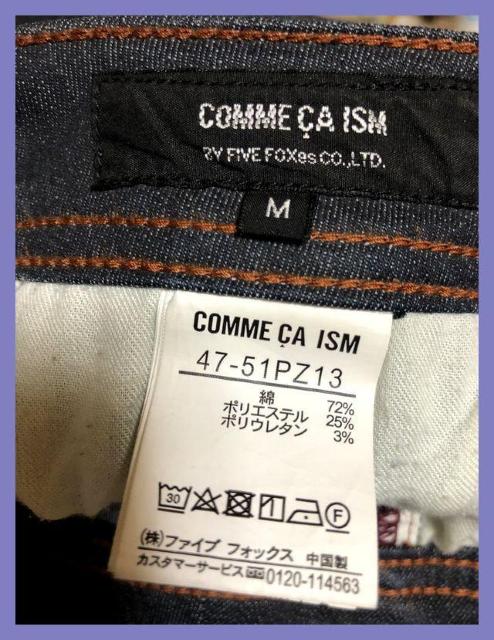 COMME ÇA ISM
BY FIVE FOXes CO.,LTD.
M
COMME ÇA ISM
47-51PZ13
綿 72%
ポリエステル 25%
ポリウレタン 3%
30 F
(株)ファイブ フォックス 中国製
カスタマーサービス 0120-114563